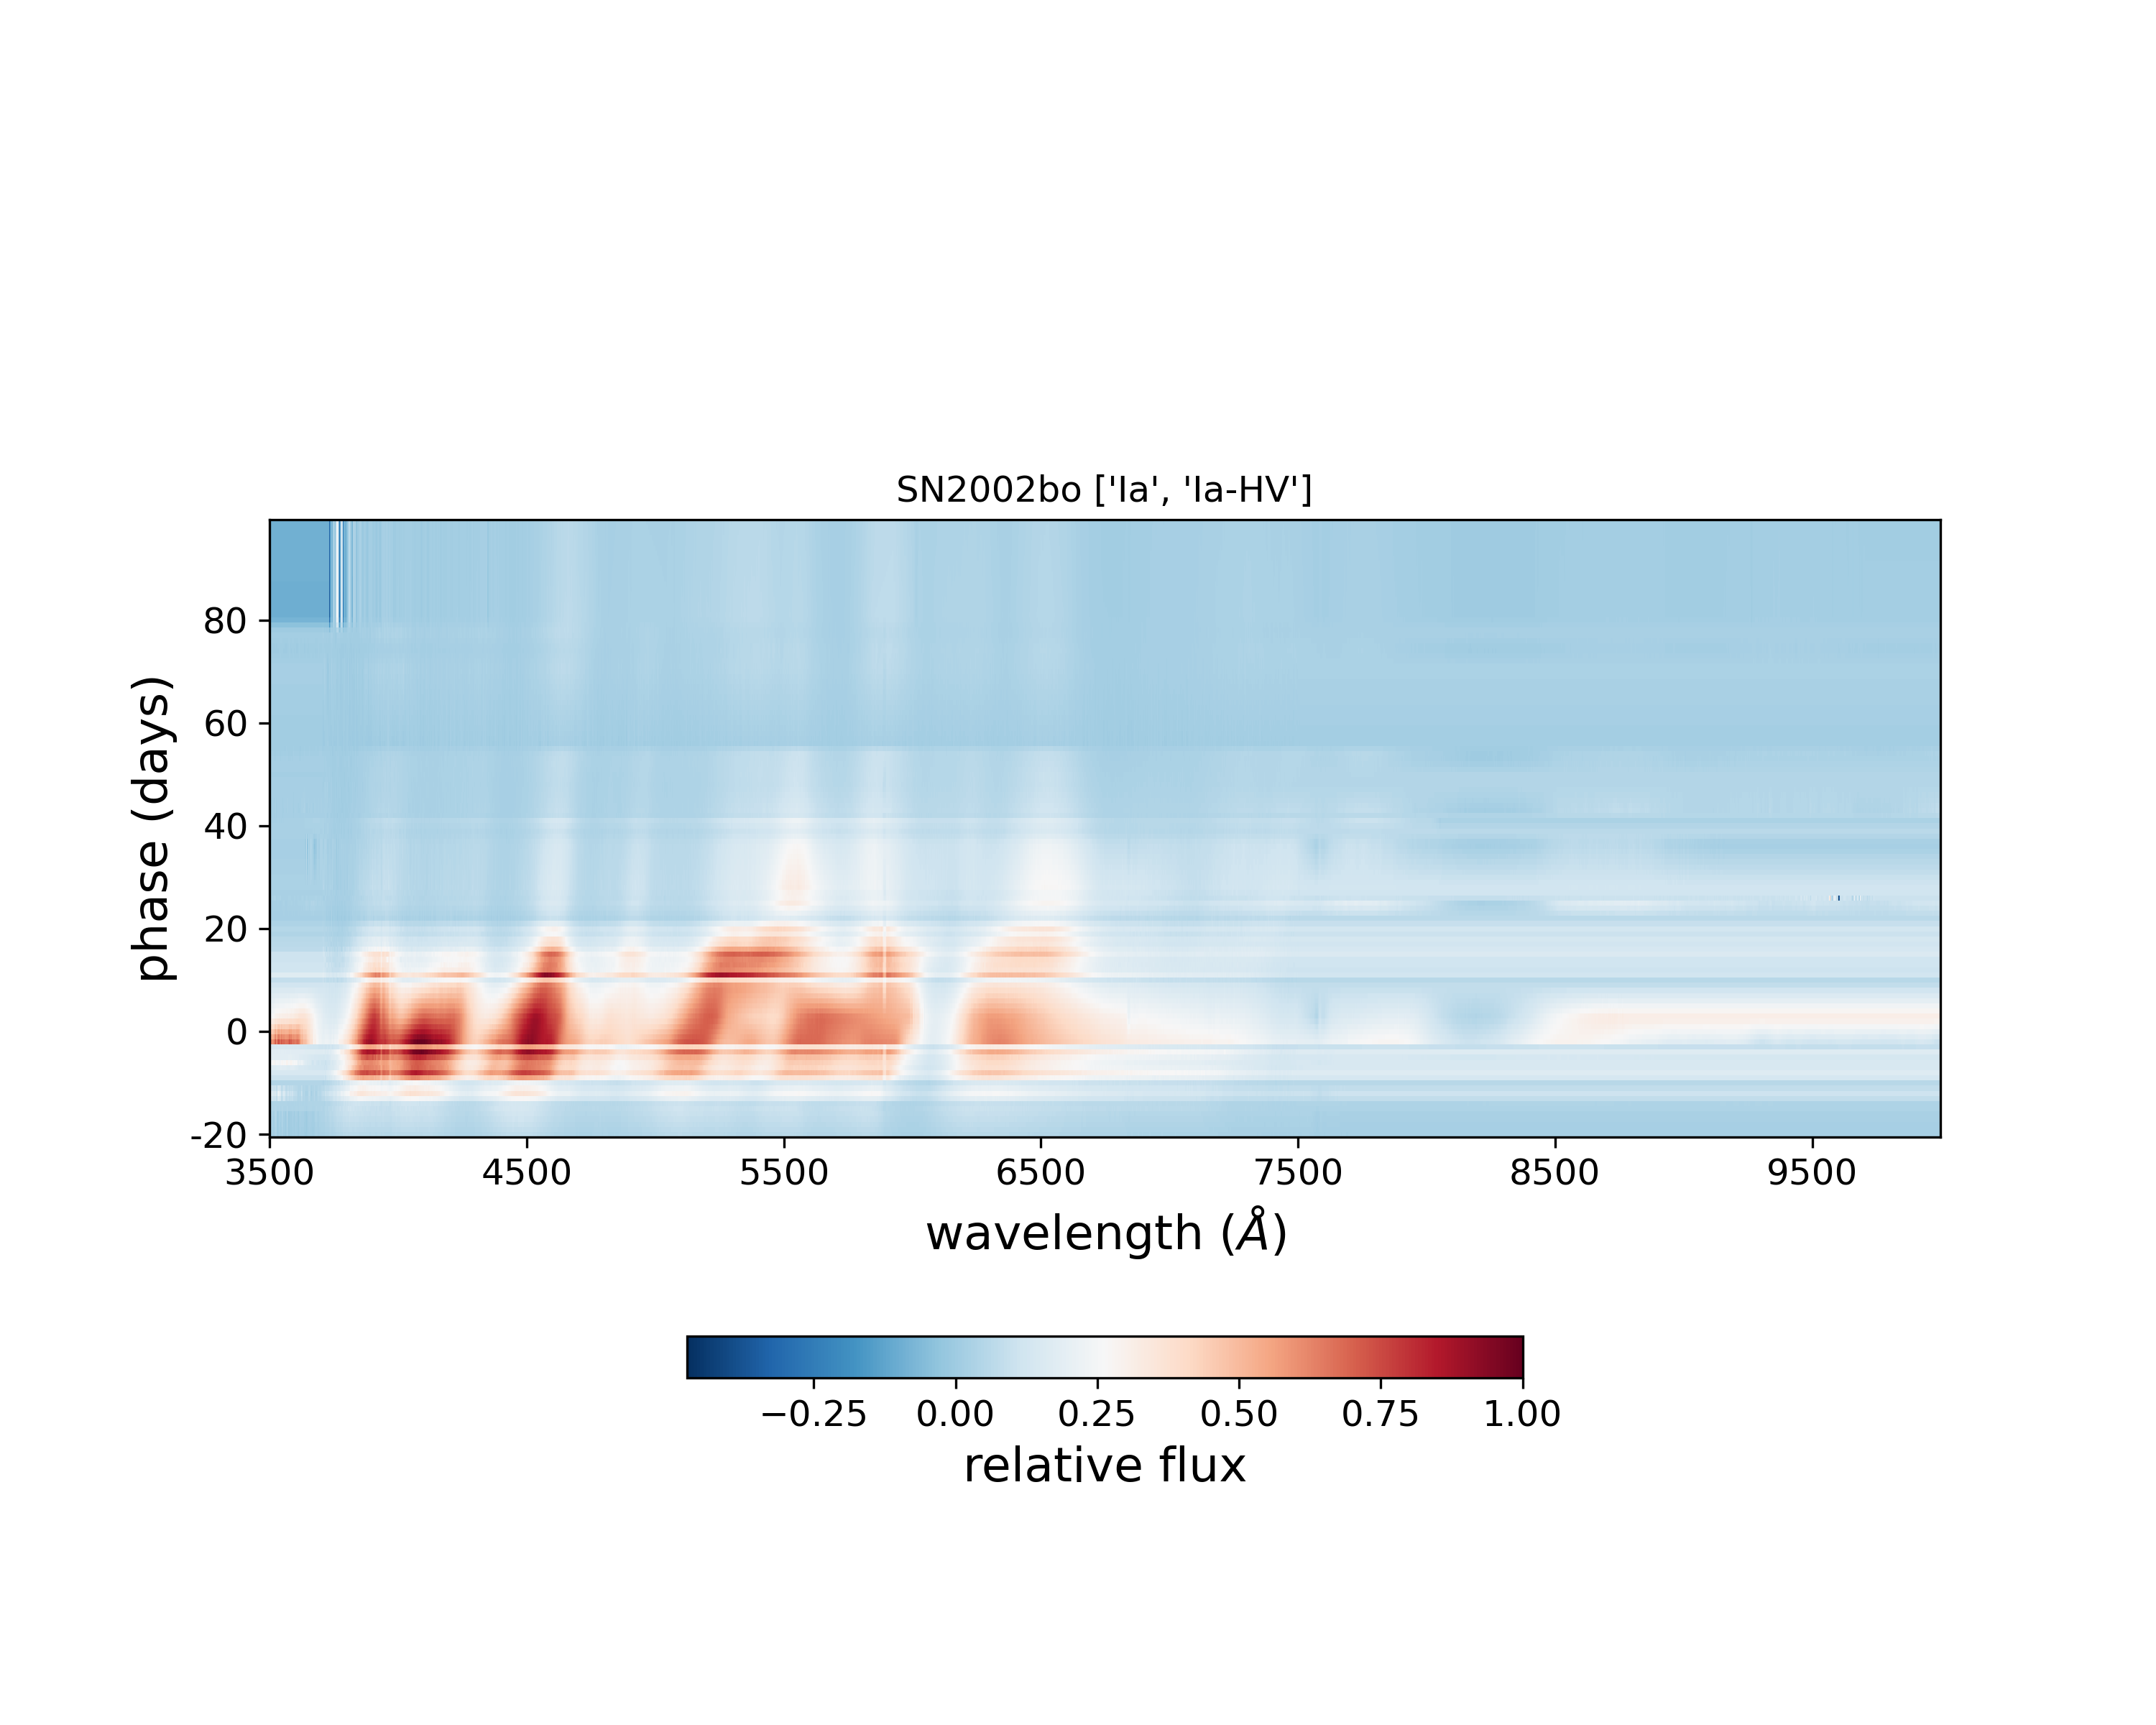 SN2002bo ['Ia', 'Ia-HV']
phase (days)
80
60
40
20
0
-20
3500 4500 5500 6500 7500 8500 9500
wavelength (Å)
−0.25 0.00 0.25 0.50 0.75 1.00
relative flux